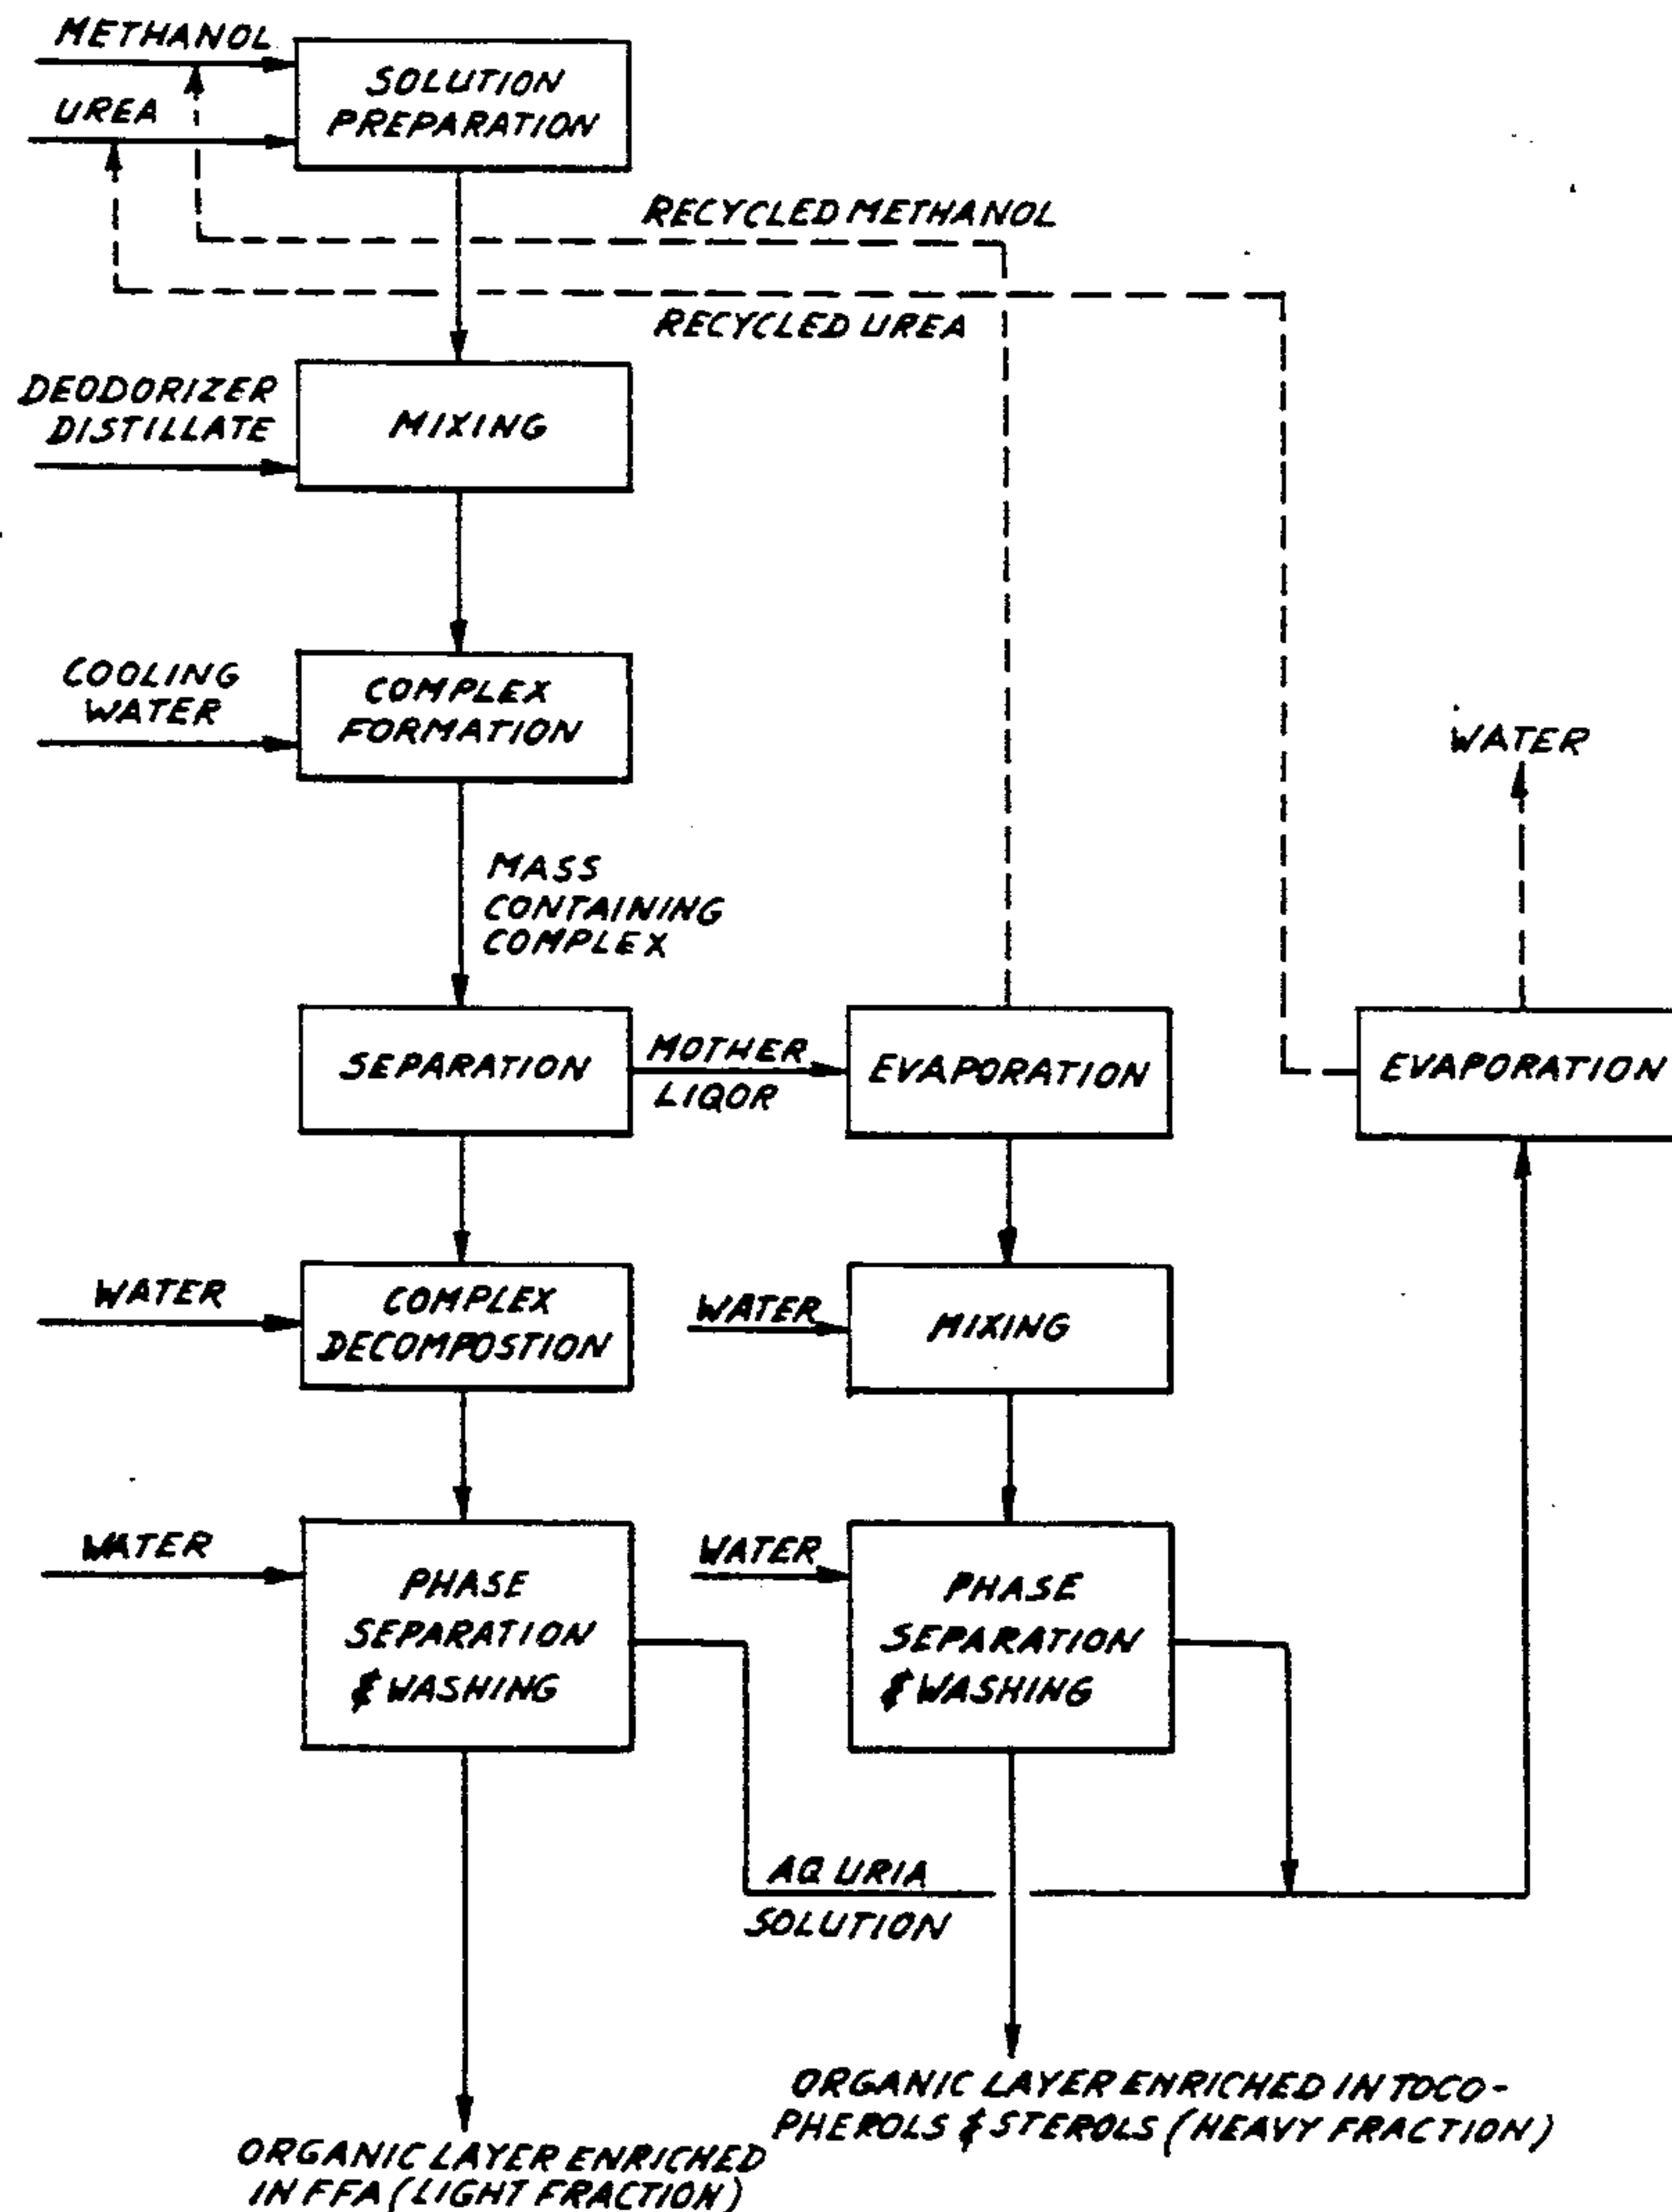 METHANOL
SOLUTION
PREPARATION
UREA
RECYCLED METHANOL
RECYCLED UREA
DEODORIZER
DISTILLATE
MIXING
COOLING
WATER
COMPLEX
FORMATION
WATER
MASS
CONTAINING
COMPLEX
SEPARATION
MOTHER
LIQOR
EVAPORATION
EVAPORATION
WATER
COMPLEX
DECOMPOSTION
WATER
MIXING
WATER
PHASE
SEPARATION
& WASHING
WATER
PHASE
SEPARATION
& WASHING
AQ URIA
SOLUTION
ORGANIC LAYER ENRICHED IN TOCO-
PHEROLS & STEROLS (HEAVY FRACTION)
ORGANIC LAYER ENRICHED
IN FFA (LIGHT FRACTION)